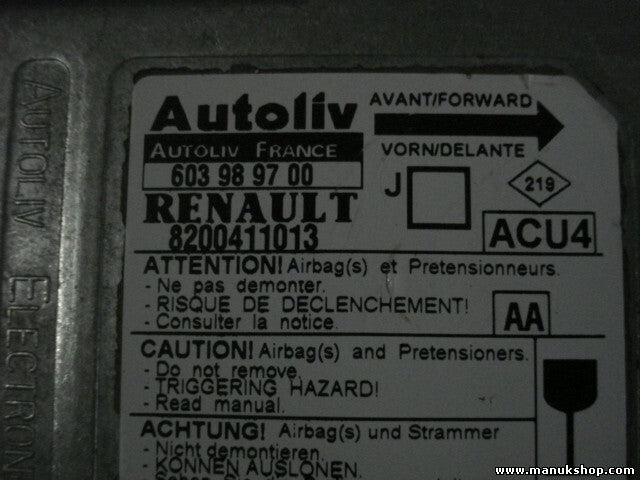 AUTOLIV ELECTRON
Autoliv
AUTOLIV FRANCE
603 98 97 00
RENAULT
8200411013
AVANT/FORWARD
VORN/DELANTE
J
219
ACU4
ATTENTION! Airbag(s) et Pretensionneurs.
- Ne pas demonter.
- RISQUE DE DECLENCHEMENT!
- Consulter la notice.
AA
CAUTION! Airbag(s) and Pretensioners.
- Do not remove.
- TRIGGERING HAZARD!
- Read manual.
ACHTUNG! Airbag(s) und Strammer
- Nicht demontieren.
- KONNEN AUSLONEN.
www.manukshop.com